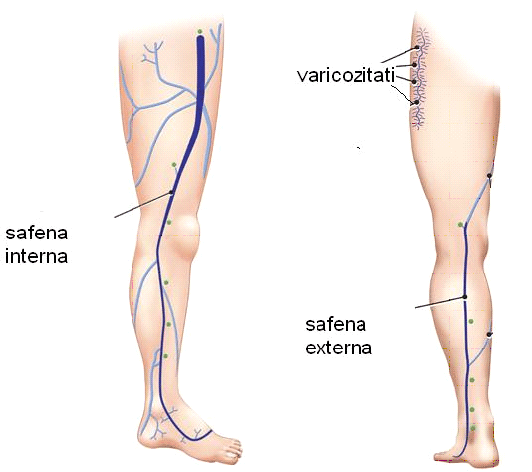 varicozitati
safena
interna
safena
externa